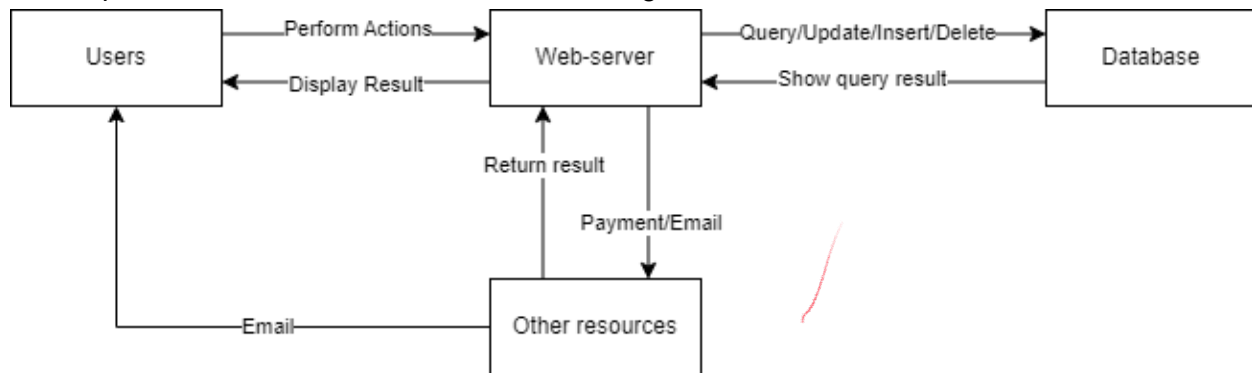 Users
Perform Actions
Web-server
Query/Update/Insert/Delete
Database
Display Result
Show query result
Return result
Payment/Email
Other resources
Email